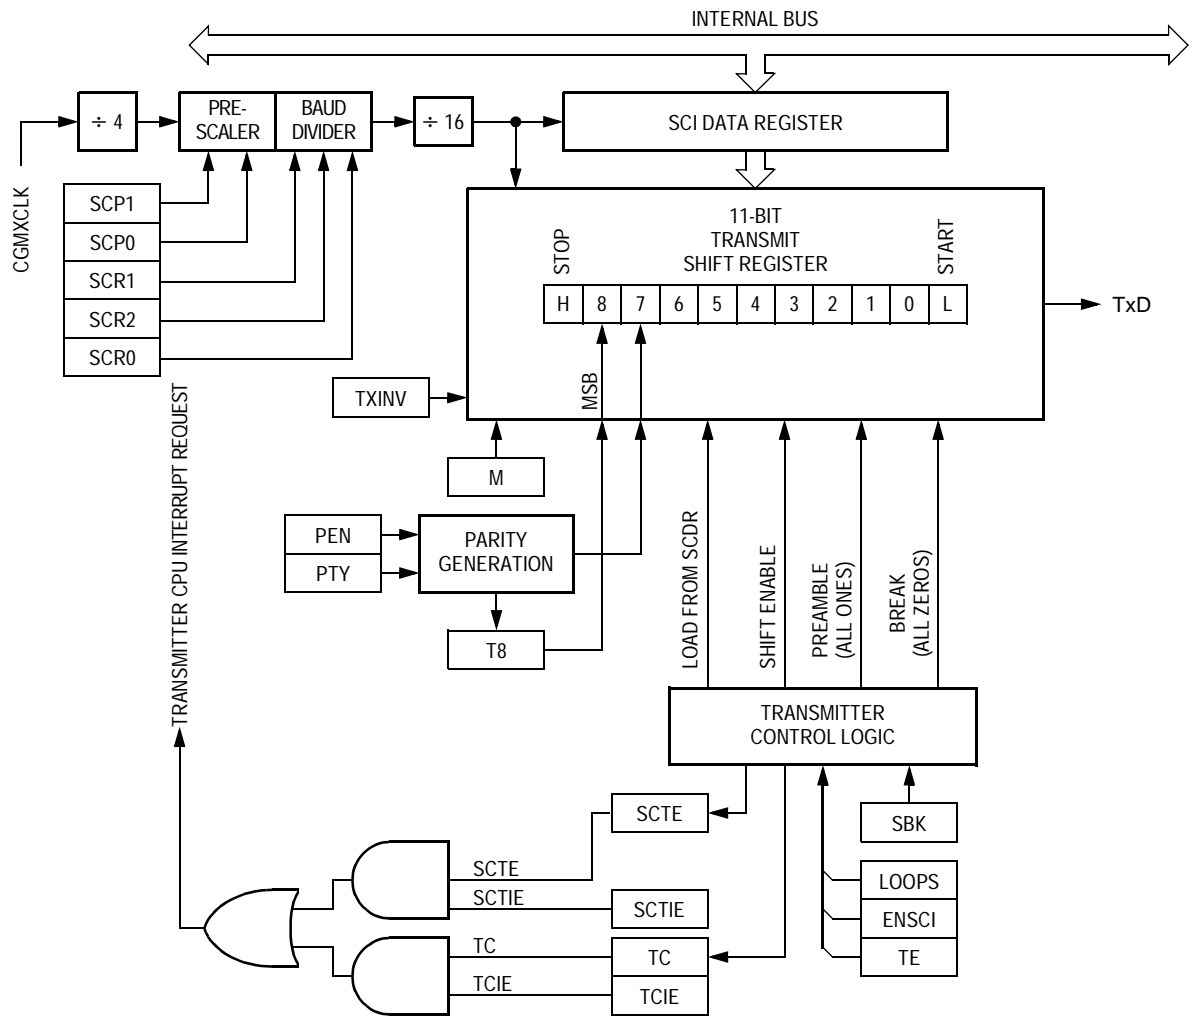 INTERNAL BUS
÷ 4
PRE-
SCALER
BAUD
DIVIDER
÷ 16
SCI DATA REGISTER
CGMXCLK
SCP1
SCP0
SCR1
SCR2
SCR0
11-BIT
TRANSMIT
SHIFT REGISTER
STOP
START
H 8 7 6 5 4 3 2 1 0 L
TxD
MSB
TXINV
M
PEN
PTY
PARITY
GENERATION
T8
LOAD FROM SCDR
SHIFT ENABLE
PREAMBLE
(ALL ONES)
BREAK
(ALL ZEROS)
TRANSMITTER CPU INTERRUPT REQUEST
TRANSMITTER
CONTROL LOGIC
SCTE
SBK
SCTE
SCTIE
SCTIE
LOOPS
ENSCI
TE
TC
TC
TCIE
TCIE